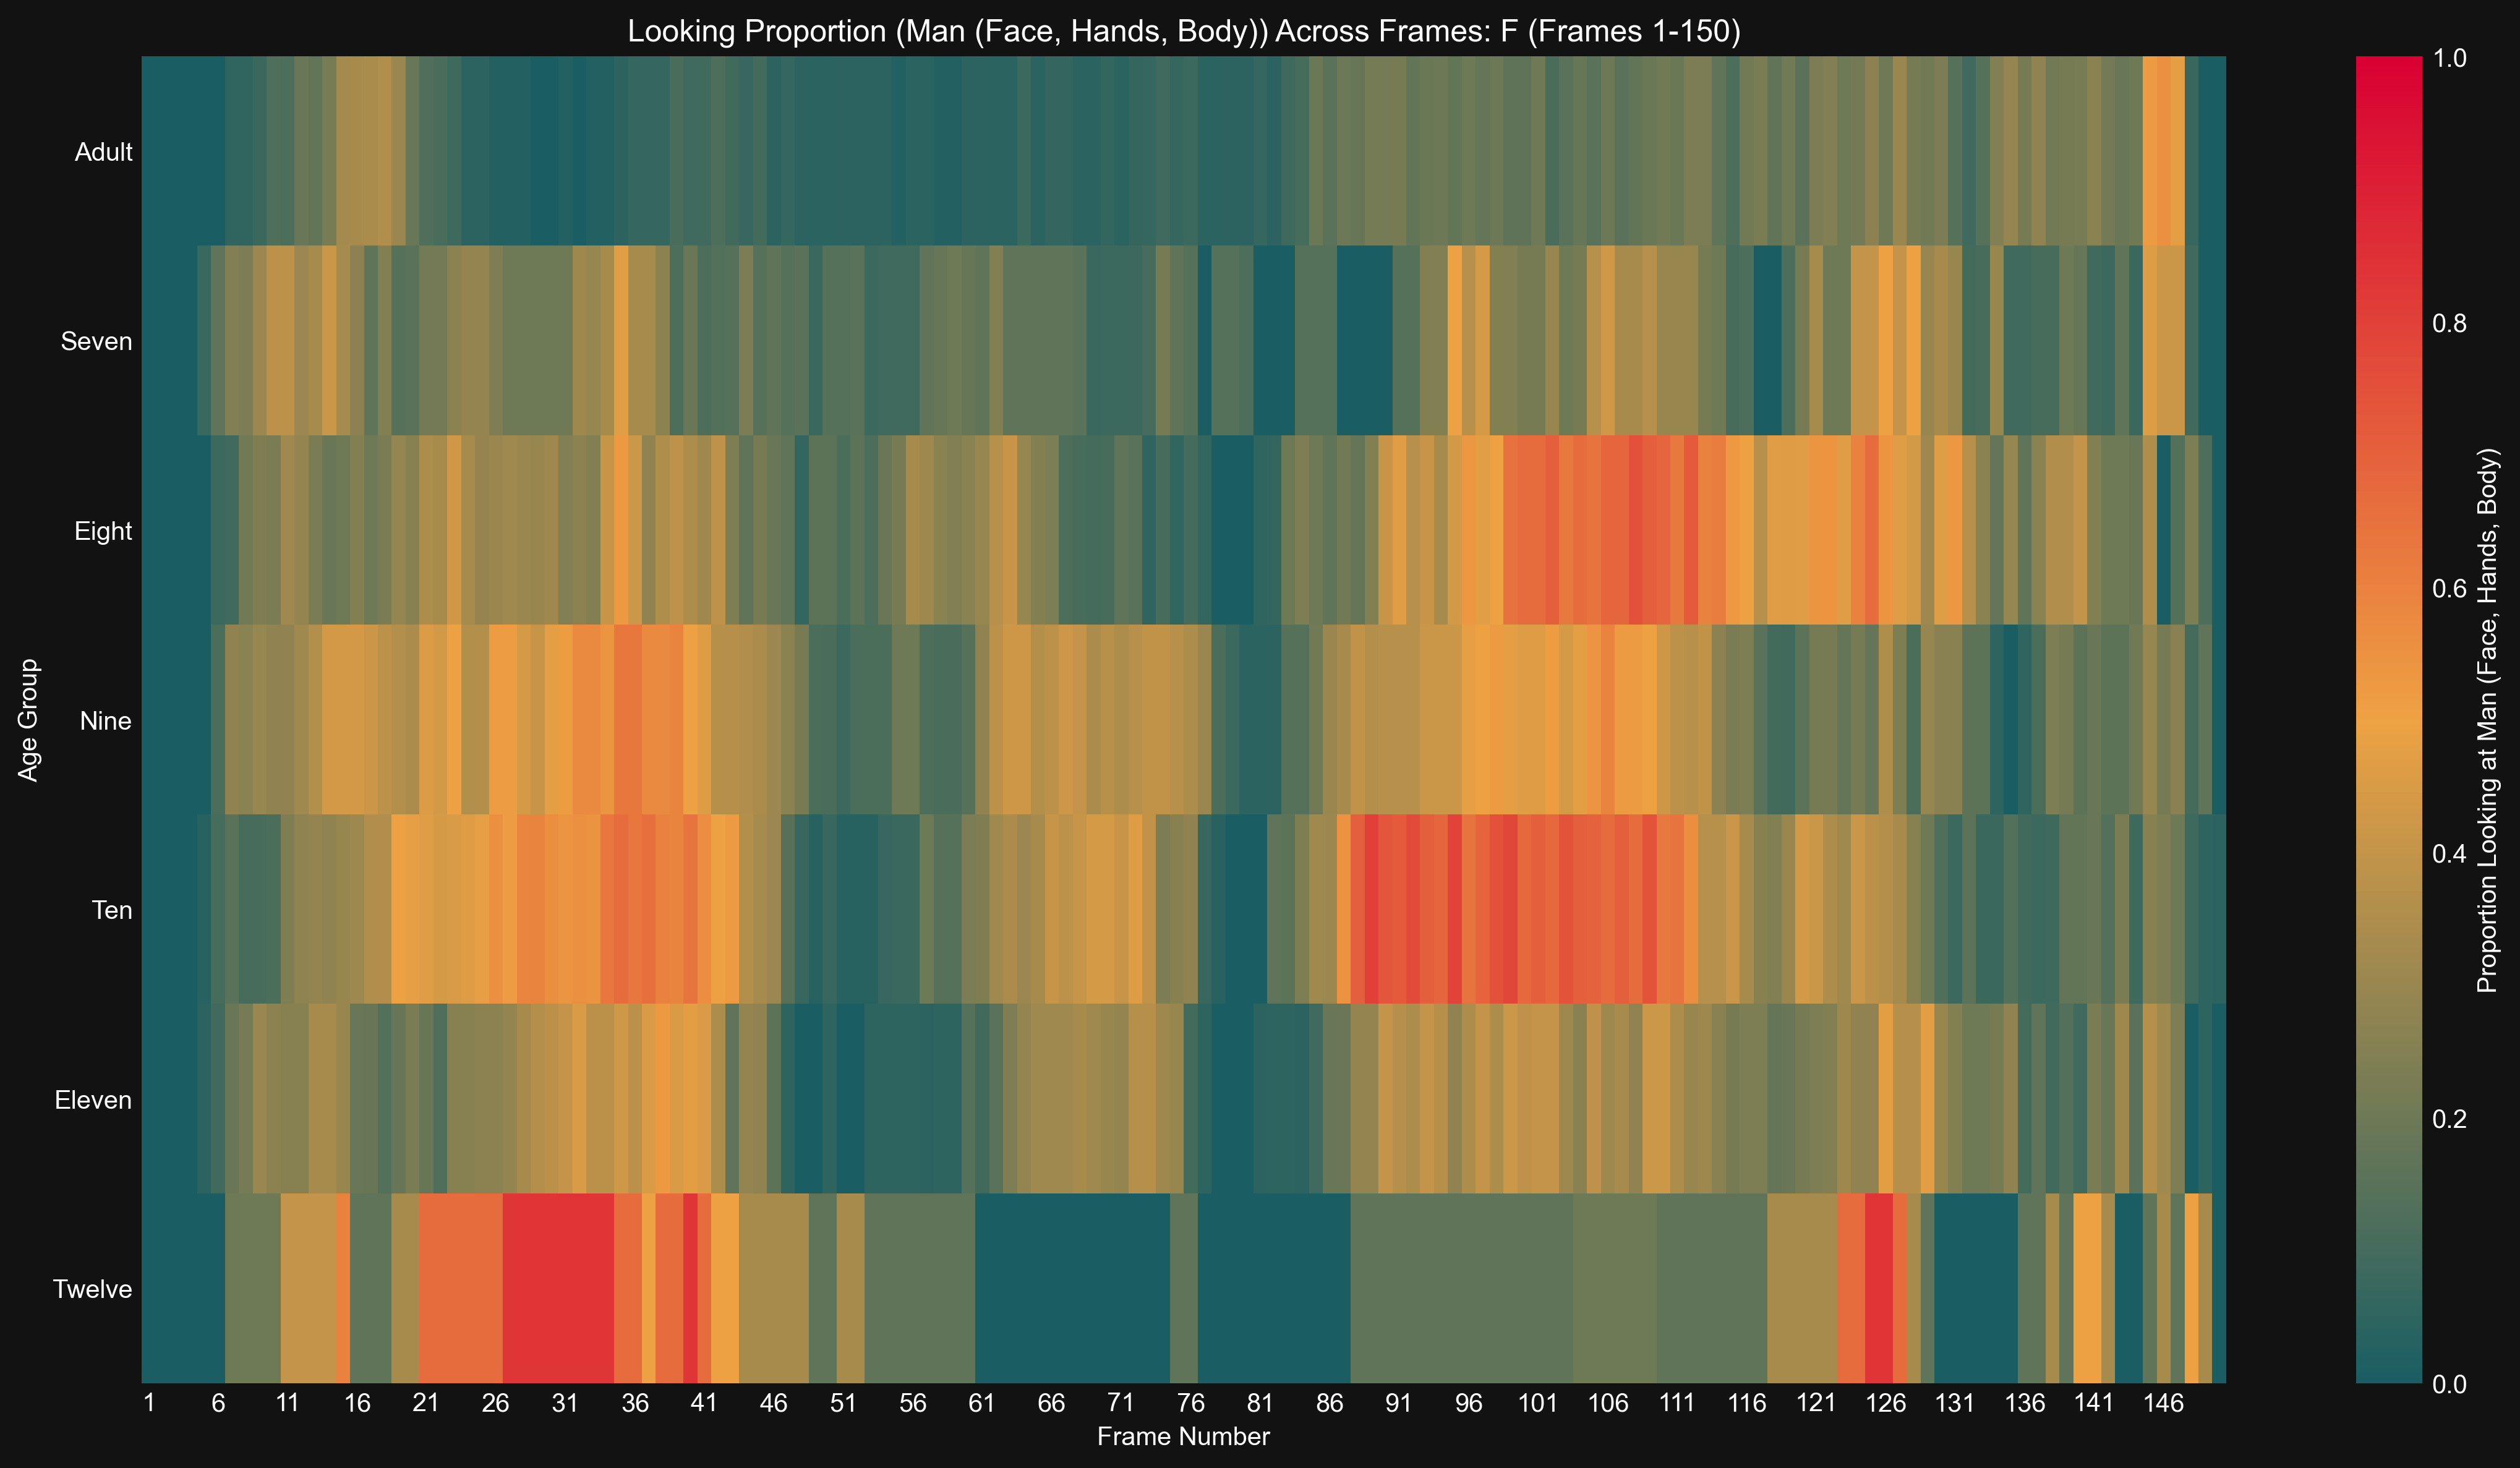 Looking Proportion (Man (Face, Hands, Body)) Across Frames: F (Frames 1-150)
Age Group
Adult
Seven
Eight
Nine
Ten
Eleven
Twelve
1 6 11 16 21 26 31 36 41 46 51 56 61 66 71 76 81 86 91 96 101 106 111 116 121 126 131 136 141 146
Frame Number
1.0
0.8
0.6
0.4
0.2
0.0
Proportion Looking at Man (Face, Hands, Body)